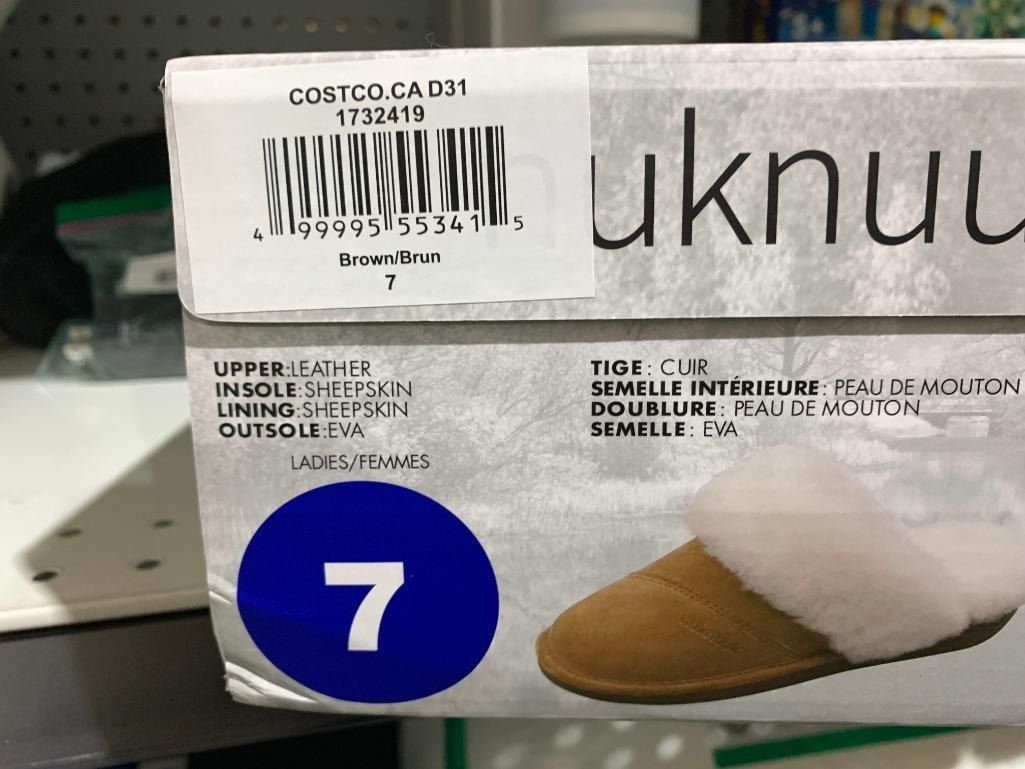 COSTCO.CA D31
1732419
4 99995 55341 5
Brown/Brun
7
uknuu
UPPER:LEATHER
INSOLE:SHEEPSKIN
LINING:SHEEPSKIN
OUTSOLE:EVA
TIGE : CUIR
SEMELLE INTÉRIEURE : PEAU DE MOUTON
DOUBLURE : PEAU DE MOUTON
SEMELLE : EVA
LADIES/FEMMES
7